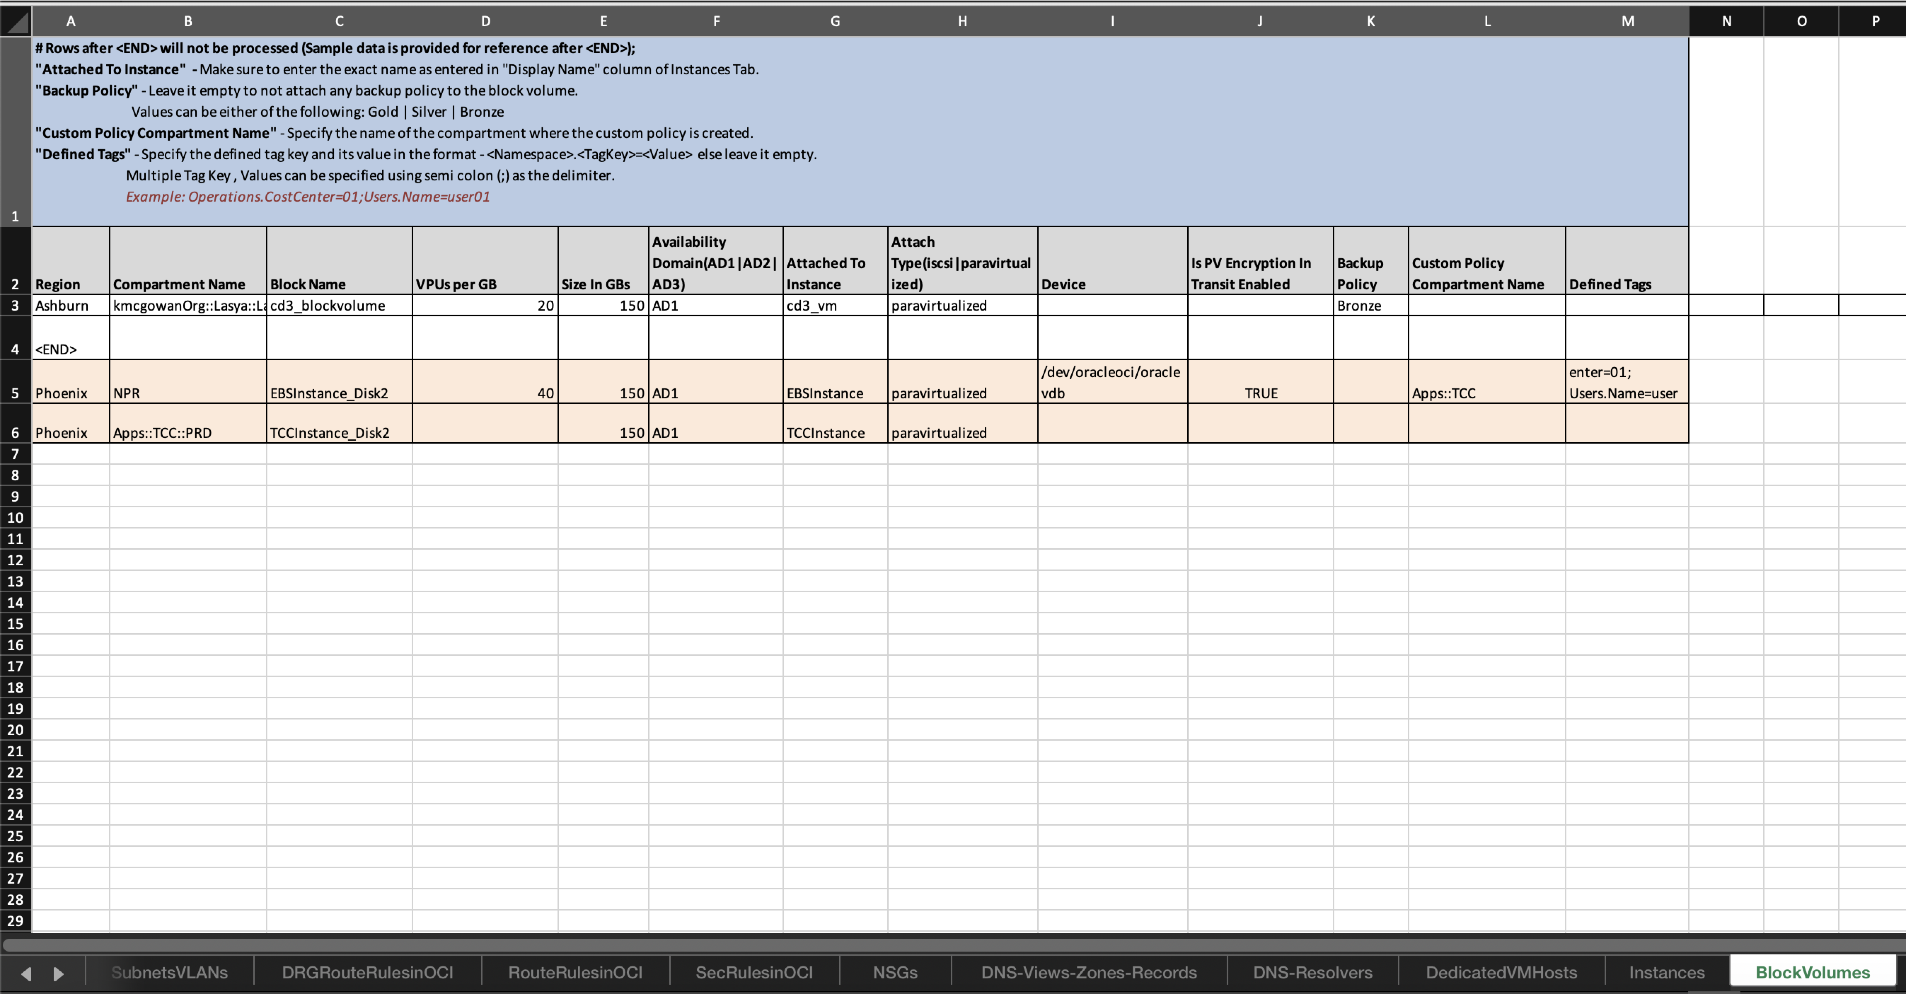 A B C D E F G H I J K L M N O P
# Rows after <END> will not be processed (Sample data is provided for reference after <END>);
"Attached To Instance" - Make sure to enter the exact name as entered in "Display Name" column of Instances Tab.
"Backup Policy" - Leave it empty to not attach any backup policy to the block volume.
Values can be either of the following: Gold | Silver | Bronze
"Custom Policy Compartment Name" - Specify the name of the compartment where the custom policy is created.
"Defined Tags" - Specify the defined tag key and its value in the format - <Namespace>.<TagKey>=<Value> else leave it empty.
Multiple Tag Key , Values can be specified using semi colon (;) as the delimiter.
Example: Operations.CostCenter=01;Users.Name=user01
1
2 Region Compartment Name Block Name VPUs per GB Size In GBs Availability Domain(AD1|AD2|AD3) Attached To Instance Attach Type(iscsi|paravirtualized) Device Is PV Encryption In Transit Enabled Backup Policy Custom Policy Compartment Name Defined Tags
3 Ashburn kmcgowanOrg::Lasya::La cd3_blockvolume 20 150 AD1 cd3_vm paravirtualized Bronze
4 <END>
5 Phoenix NPR EBSInstance_Disk2 40 150 AD1 EBSInstance paravirtualized /dev/oracleoci/oraclevdb TRUE Apps::TCC enter=01; Users.Name=user
6 Phoenix Apps::TCC::PRD TCCInstance_Disk2 150 AD1 TCCInstance paravirtualized
7
8
9
10
11
12
13
14
15
16
17
18
19
20
21
22
23
24
25
26
27
28
29
SubnetsVLANs DRGRouteRulesinOCI RouteRulesinOCI SecRulesinOCI NSGs DNS-Views-Zones-Records DNS-Resolvers DedicatedVMHosts Instances BlockVolumes